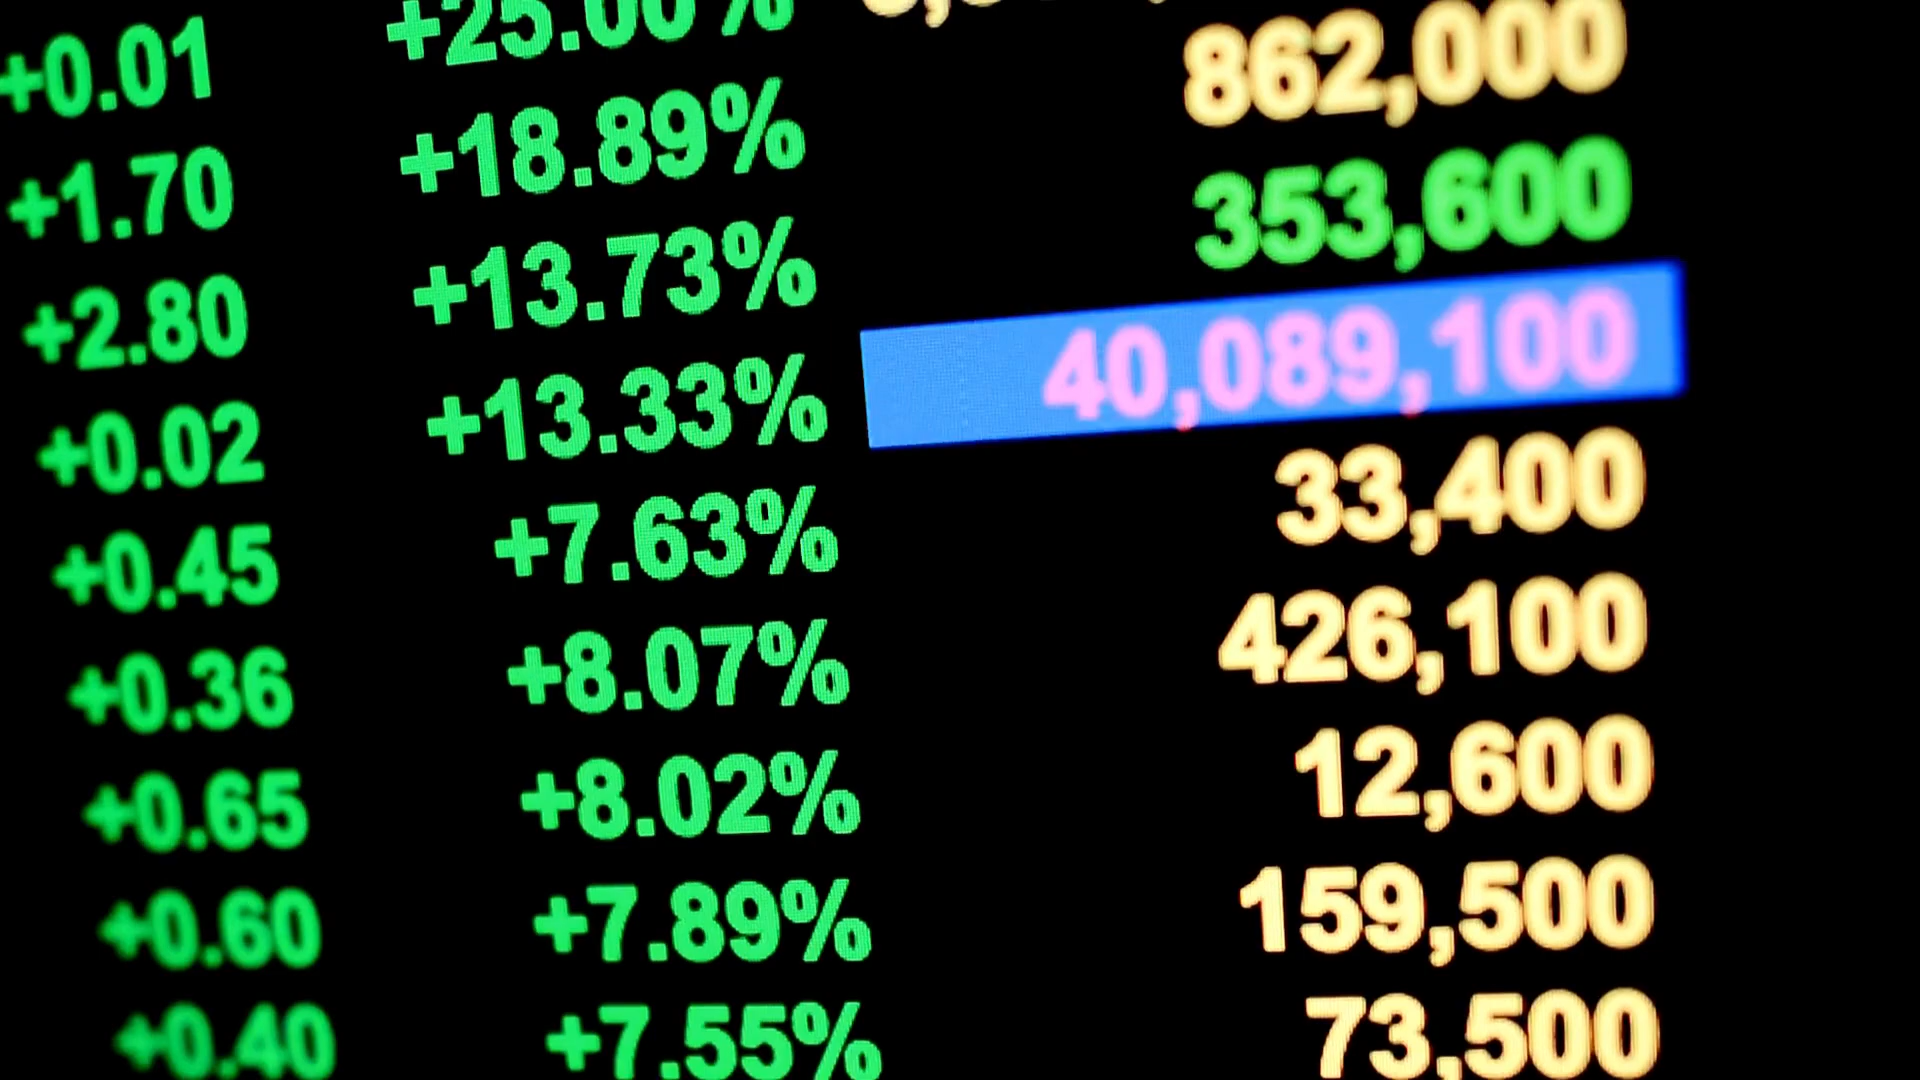 +0.01 +25.00%
+1.70 +18.89% 862,000
+2.80 +13.73% 353,600
+0.02 +13.33% 40,089,100
+0.45 +7.63% 33,400
+0.36 +8.07% 426,100
+0.65 +8.02% 12,600
+0.60 +7.89% 159,500
+0.40 +7.55% 73,500